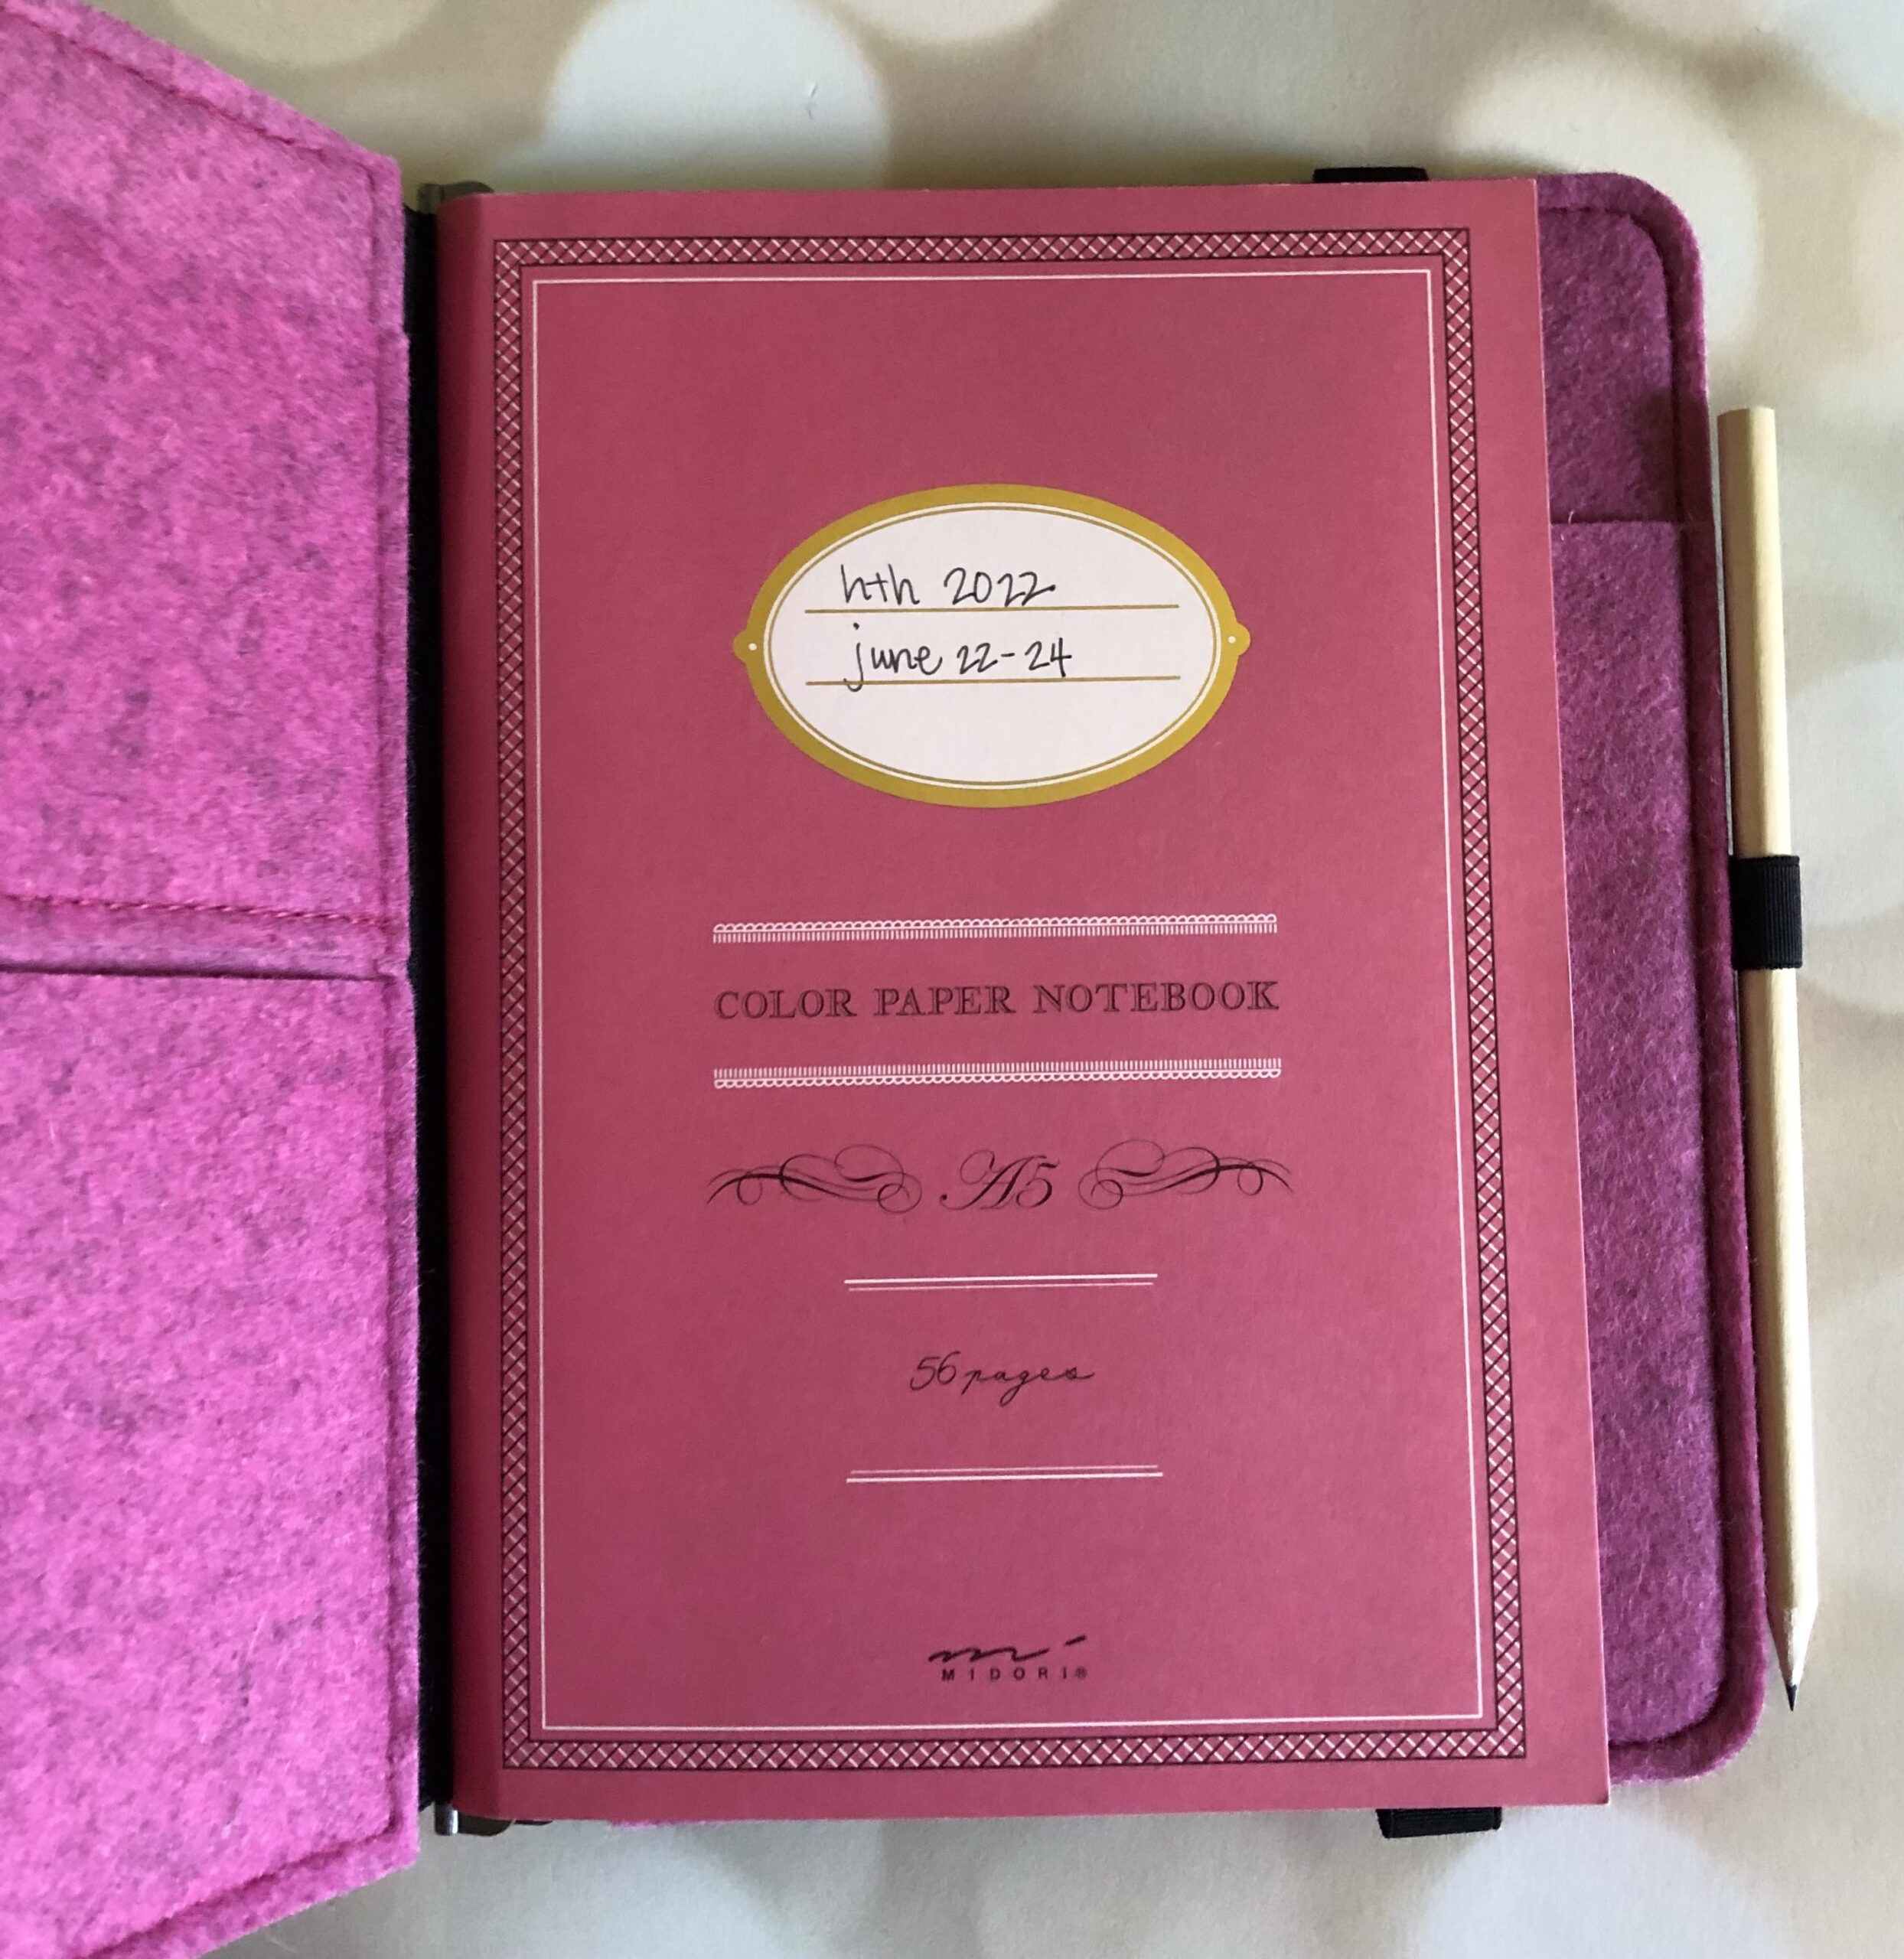 hth 2022
june 22-24
COLOR PAPER NOTEBOOK
A5
56 pages
MIDORI®